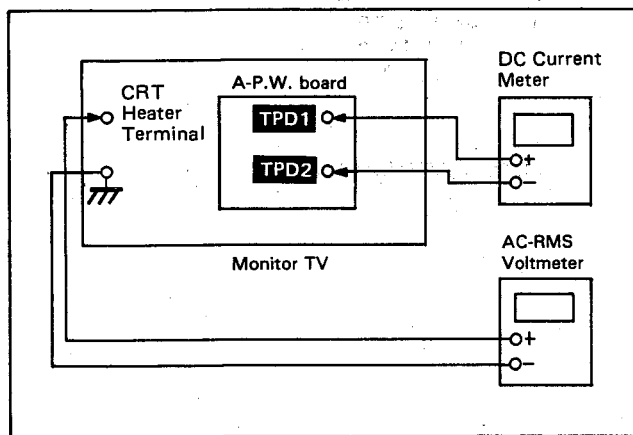 A-P.W. board
DC Current
Meter
CRT
Heater
Terminal
TPD1
TPD2
+
−
Monitor TV
AC-RMS
Voltmeter
+
−